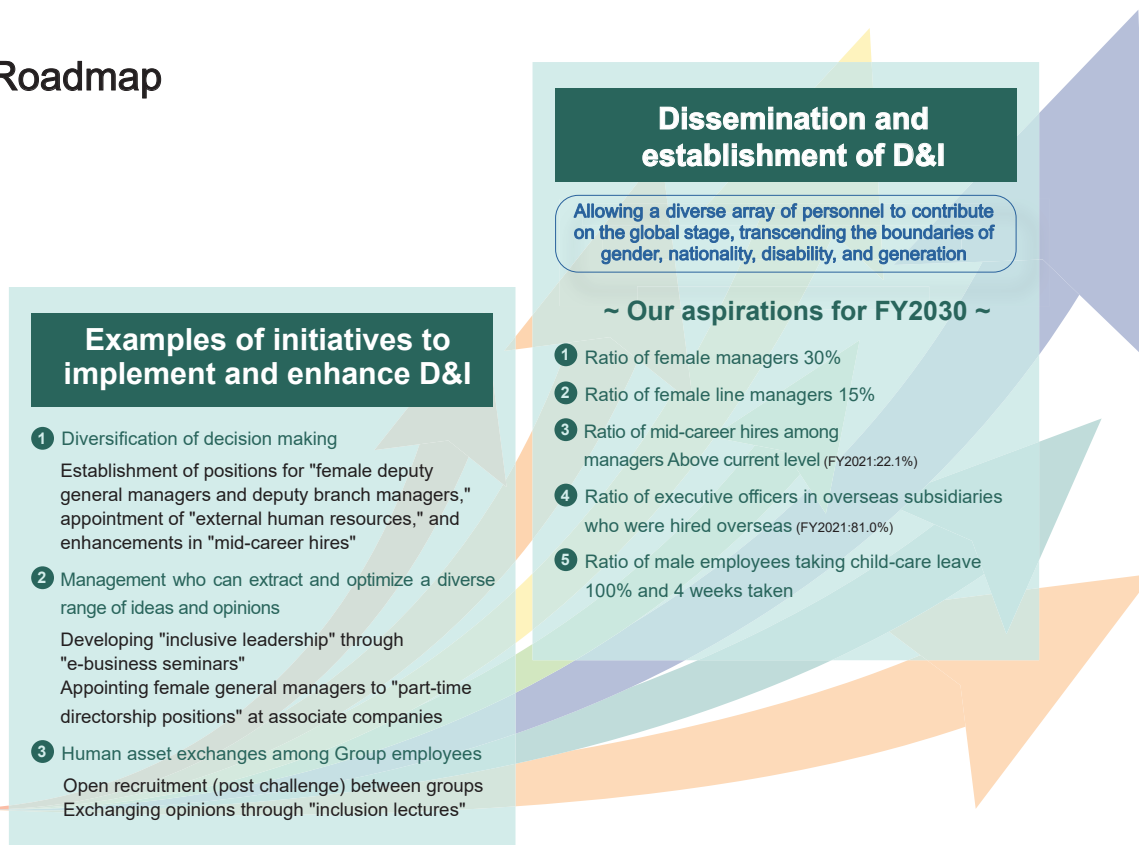 Roadmap
Examples of initiatives to
implement and enhance D&I
1 Diversification of decision making
Establishment of positions for "female deputy
general managers and deputy branch managers,"
appointment of "external human resources," and
enhancements in "mid-career hires"
2 Management who can extract and optimize a diverse
range of ideas and opinions
Developing "inclusive leadership" through
"e-business seminars"
Appointing female general managers to "part-time
directorship positions" at associate companies
3 Human asset exchanges among Group employees
Open recruitment (post challenge) between groups
Exchanging opinions through "inclusion lectures"
Dissemination and
establishment of D&I
Allowing a diverse array of personnel to contribute
on the global stage, transcending the boundaries of
gender, nationality, disability, and generation
~ Our aspirations for FY2030 ~
1 Ratio of female managers 30%
2 Ratio of female line managers 15%
3 Ratio of mid-career hires among
managers Above current level (FY2021:22.1%)
4 Ratio of executive officers in overseas subsidiaries
who were hired overseas (FY2021:81.0%)
5 Ratio of male employees taking child-care leave
100% and 4 weeks taken